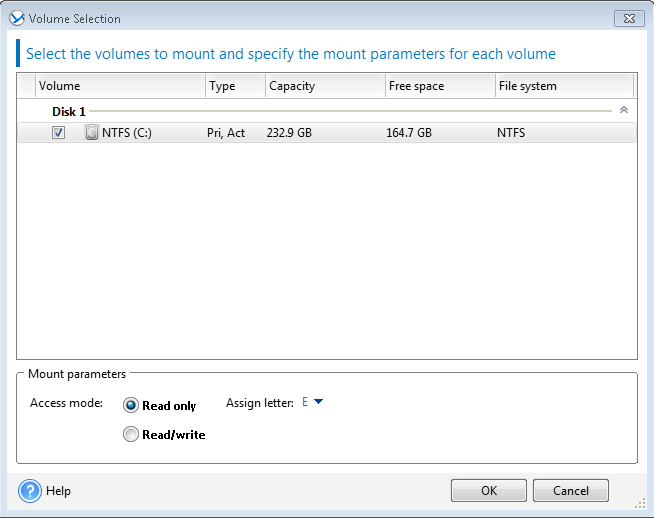 Volume Selection
Select the volumes to mount and specify the mount parameters for each volume
Volume Type Capacity Free space File system
Disk 1
NTFS (C:) Pri, Act 232.9 GB 164.7 GB NTFS
Mount parameters
Access mode: Read only Assign letter: E
Read/write
? Help OK Cancel